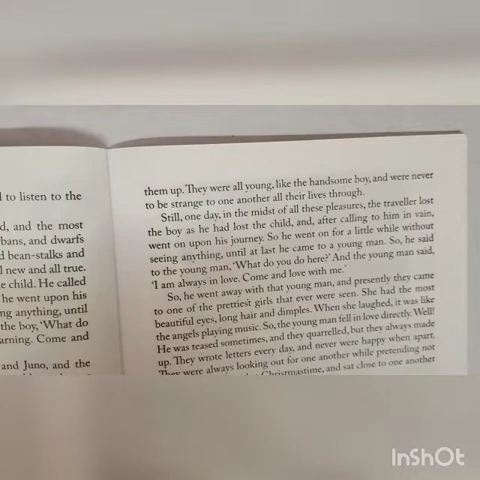 l to listen to the
d, and the most
bans, and dwarfs
d bean-stalks and
l new and all true.
e child. He called
he went upon his
ng anything, until
the boy, 'What do
arning. Come and
and Juno, and the
them up. They were all young, like the handsome boy, and were never
to be strange to one another all their lives through.
Still, one day, in the midst of all these pleasures, the traveller lost
the boy as he had lost the child, and, after calling to him in vain,
went on upon his journey. So he went on for a little while without
seeing anything, until at last he came to a young man. So, he said
to the young man, 'What do you do here?' And the young man said,
'I am always in love. Come and love with me.'
So, he went away with that young man, and presently they came
to one of the prettiest girls that ever were seen. She had the most
beautiful eyes, long hair and dimples. When she laughed, it was like
the angels playing music. So, the young man fell in love directly. Well!
He was teased sometimes, and they quarrelled, but they always made
up. They wrote letters every day, and never were happy when apart.
They were always looking out for one another while pretending not
Christmastime, and sat close to one another
InShOt